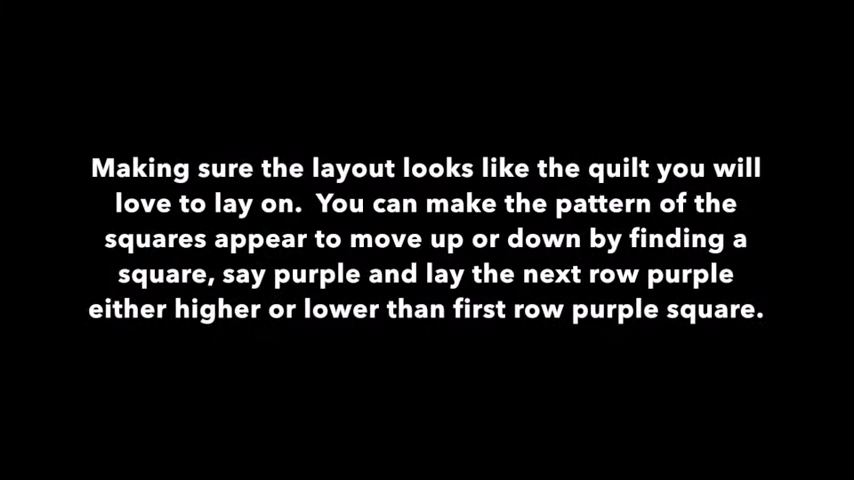 Making sure the layout looks like the quilt you will
love to lay on.  You can make the pattern of the
squares appear to move up or down by finding a
square, say purple and lay the next row purple
either higher or lower than first row purple square.